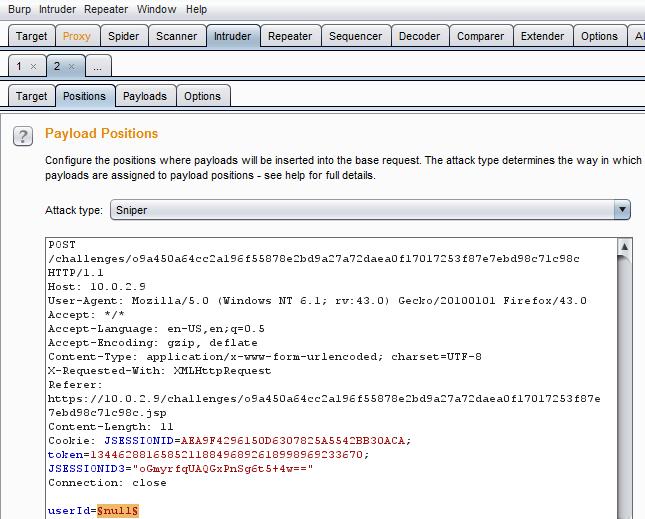 Burp Intruder Repeater Window Help
Target Proxy Spider Scanner Intruder Repeater Sequencer Decoder Comparer Extender Options
1 × 2 × ...
Target Positions Payloads Options
? Payload Positions
Configure the positions where payloads will be inserted into the base request. The attack type determines the way in which
payloads are assigned to payload positions - see help for full details.
Attack type: Sniper
POST
/challenges/o9a450a64cc2a196f55878e2bd9a27a72daea0f17017253f87e7ebd98c71c98c
HTTP/1.1
Host: 10.0.2.9
User-Agent: Mozilla/5.0 (Windows NT 6.1; rv:43.0) Gecko/20100101 Firefox/43.0
Accept: */*
Accept-Language: en-US,en;q=0.5
Accept-Encoding: gzip, deflate
Content-Type: application/x-www-form-urlencoded; charset=UTF-8
X-Requested-With: XMLHttpRequest
Referer:
https://10.0.2.9/challenges/o9a450a64cc2a196f55878e2bd9a27a72daea0f17017253f87e
7ebd98c71c98c.jsp
Content-Length: 11
Cookie: JSESSIONID=AEA9F4296150D6307825A5542BB30ACA;
token=134462881658521188496892618998969233670;
JSESSIONID3="oGmyrfqUAQGxPnSg6t5+4w=="
Connection: close
userId=§null§